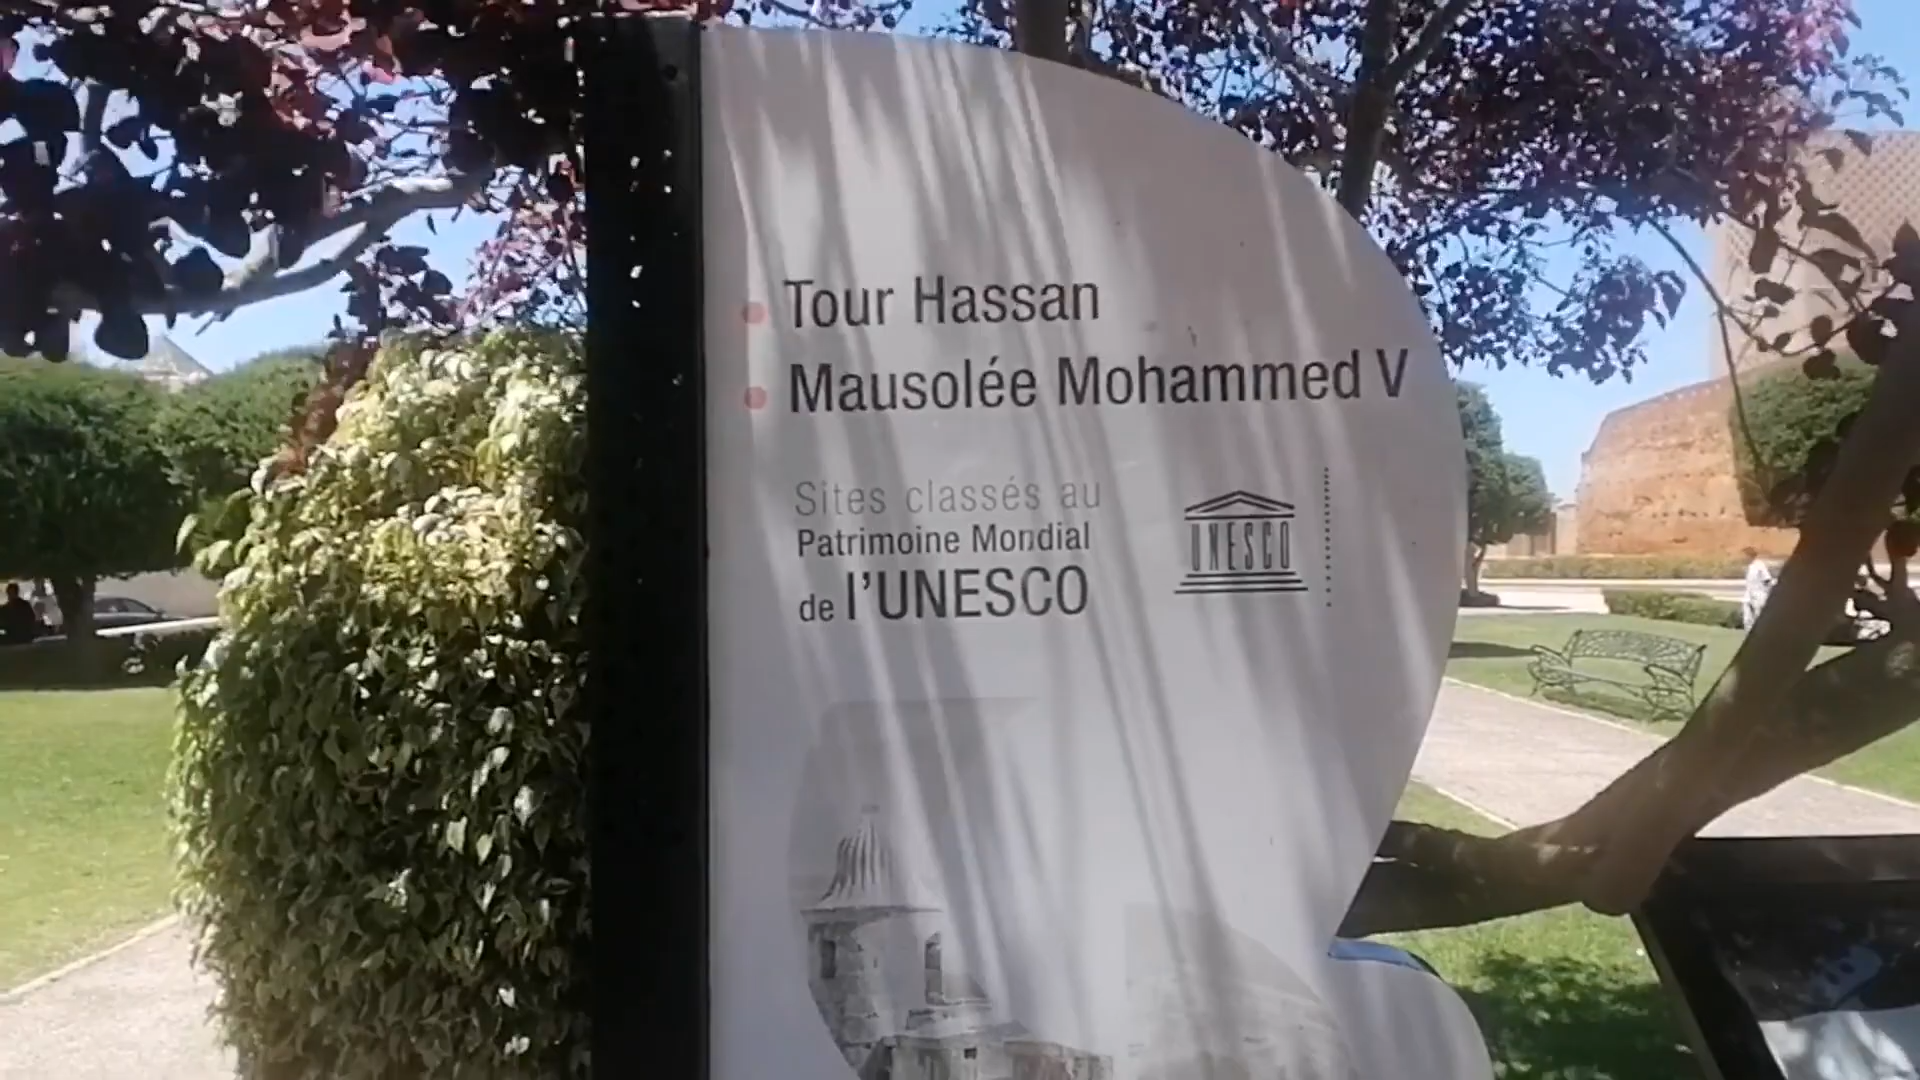 Tour Hassan
Mausolée Mohammed V
Sites classés au
Patrimoine Mondial
de l'UNESCO
UNESCO